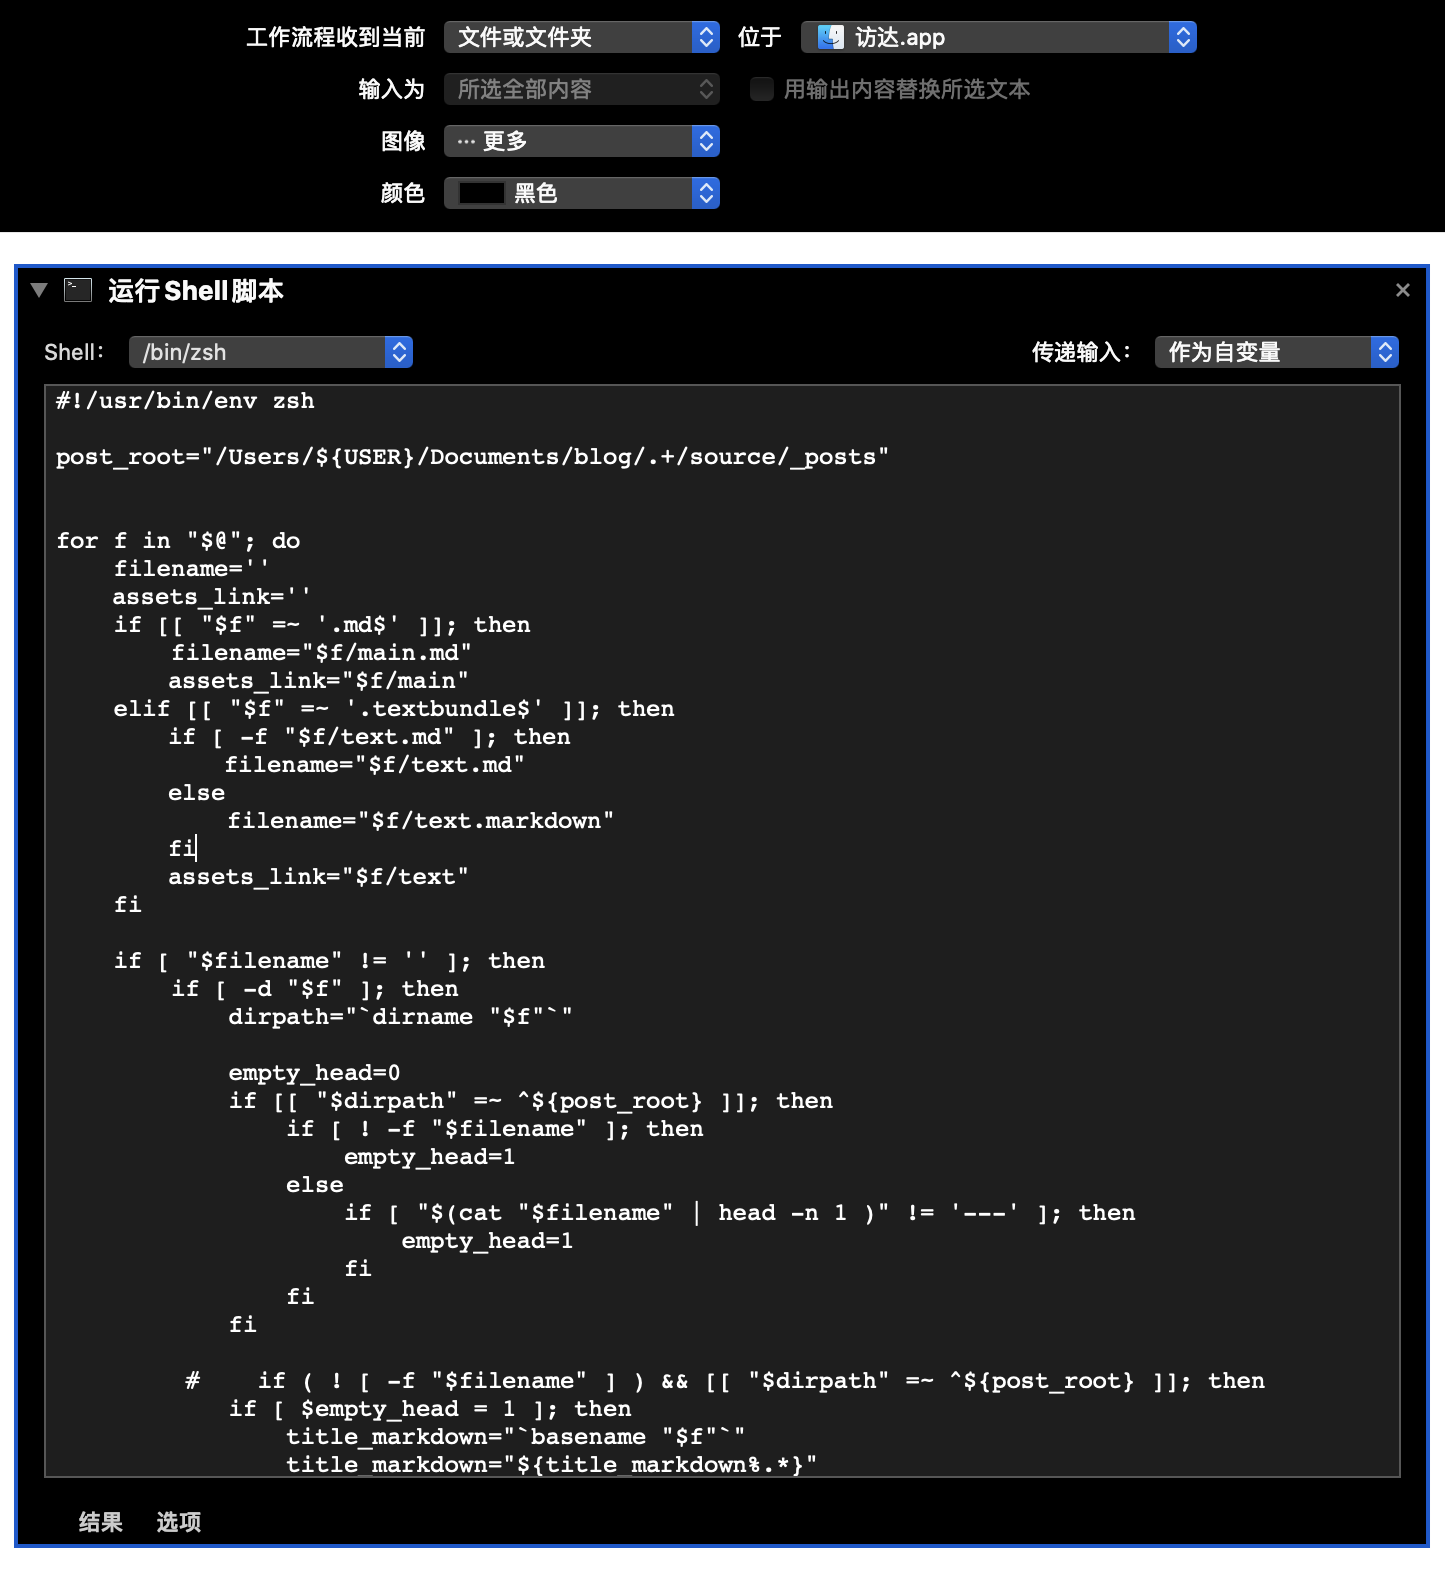 工作流程收到当前 文件或文件夹 位于 访达.app
输入为 所选全部内容 用输出内容替换所选文本
图像 ··· 更多
颜色 黑色
运行Shell脚本
Shell: /bin/zsh 传递输入: 作为自变量
#!/usr/bin/env zsh
post_root="/Users/${USER}/Documents/blog/.+/source/_posts"
for f in "$@"; do
    filename=''
    assets_link=''
    if [[ "$f" =~ '.md$' ]]; then
        filename="$f/main.md"
        assets_link="$f/main"
    elif [[ "$f" =~ '.textbundle$' ]]; then
        if [ -f "$f/text.md" ]; then
            filename="$f/text.md"
        else
            filename="$f/text.markdown"
        fi
        assets_link="$f/text"
    fi
    if [ "$filename" != '' ]; then
        if [ -d "$f" ]; then
            dirpath="`dirname "$f"`"
            empty_head=0
            if [[ "$dirpath" =~ ^${post_root} ]]; then
                if [ ! -f "$filename" ]; then
                    empty_head=1
                else
                    if [ "$(cat "$filename" | head -n 1 )" != '---' ]; then
                        empty_head=1
                    fi
                fi
            fi
         #    if ( ! [ -f "$filename" ] ) && [[ "$dirpath" =~ ^${post_root} ]]; then
            if [ $empty_head = 1 ]; then
                title_markdown="`basename "$f"`"
                title_markdown="${title_markdown%.*}"
结果 选项